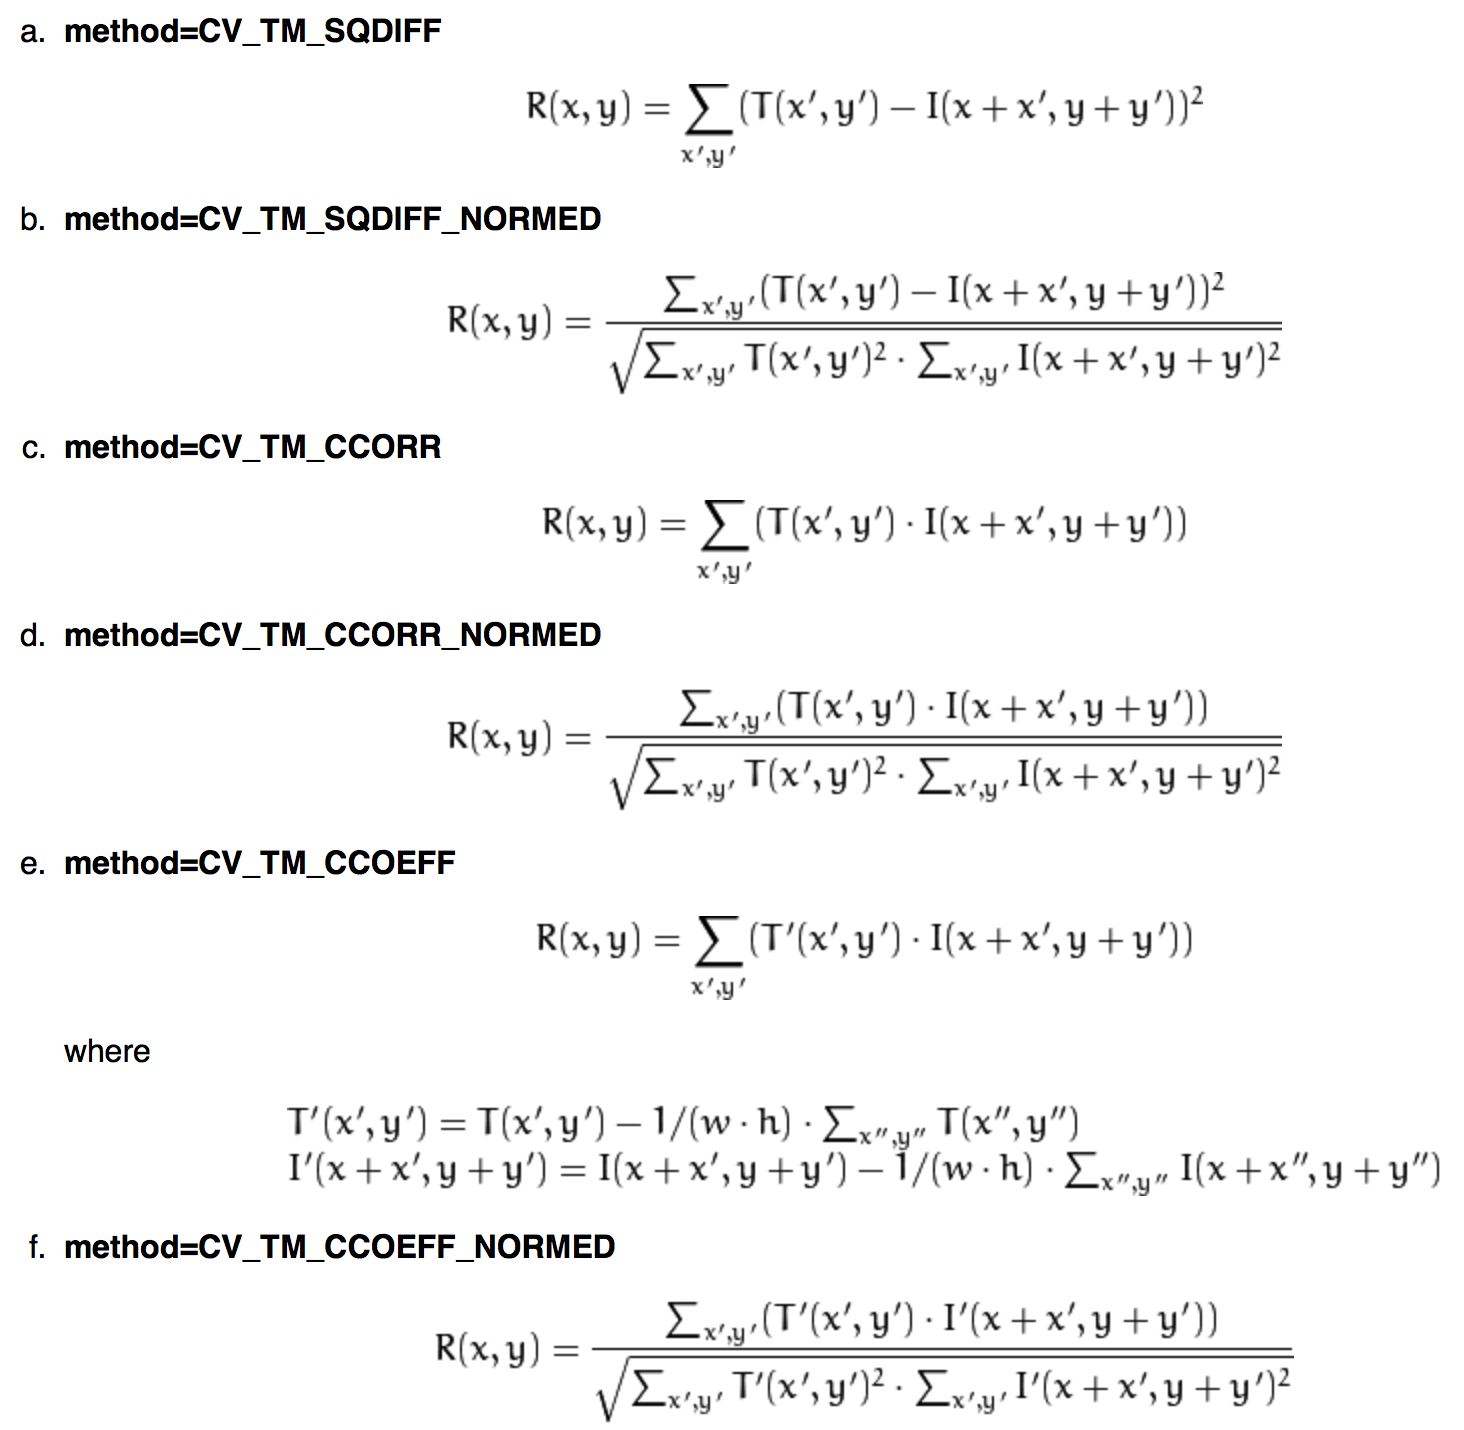 a. method=CV_TM_SQDIFF
R(x, y) = ∑x′,y′ (T(x′, y′) − I(x + x′, y + y′))²
b. method=CV_TM_SQDIFF_NORMED
R(x, y) = ∑x′,y′ (T(x′, y′) − I(x + x′, y + y′))² / √(∑x′,y′ T(x′, y′)² · ∑x′,y′ I(x + x′, y + y′)²)
c. method=CV_TM_CCORR
R(x, y) = ∑x′,y′ (T(x′, y′) · I(x + x′, y + y′))
d. method=CV_TM_CCORR_NORMED
R(x, y) = ∑x′,y′ (T(x′, y′) · I(x + x′, y + y′)) / √(∑x′,y′ T(x′, y′)² · ∑x′,y′ I(x + x′, y + y′)²)
e. method=CV_TM_CCOEFF
R(x, y) = ∑x′,y′ (T′(x′, y′) · I(x + x′, y + y′))
where
T′(x′, y′) = T(x′, y′) − 1/(w · h) · ∑x″,y″ T(x″, y″)
I′(x + x′, y + y′) = I(x + x′, y + y′) − 1/(w · h) · ∑x″,y″ I(x + x″, y + y″)
f. method=CV_TM_CCOEFF_NORMED
R(x, y) = ∑x′,y′ (T′(x′, y′) · I′(x + x′, y + y′)) / √(∑x′,y′ T′(x′, y′)² · ∑x′,y′ I′(x + x′, y + y′)²)